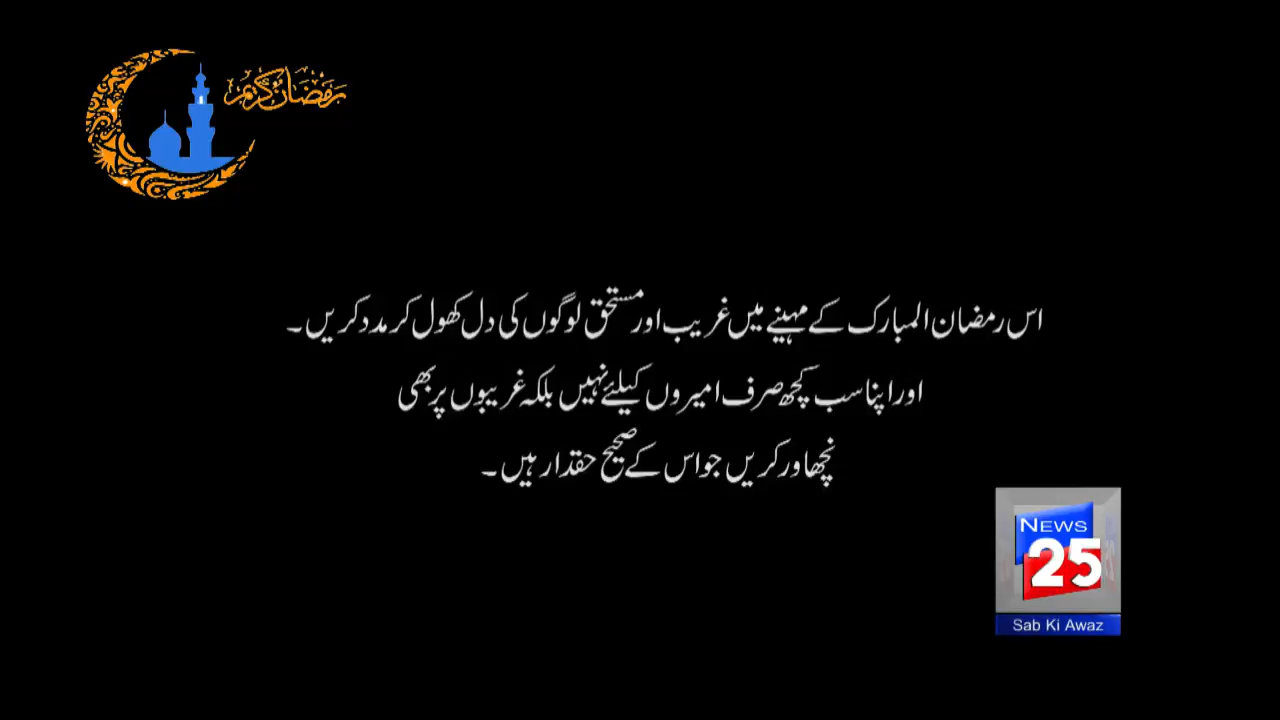 رمضان كريم
اس رمضان المبارک کے مہینے میں غریب اور مستحق لوگوں کی دل کھول کر مدد کریں۔
اور اپنا سب کچھ صرف امیروں کیلئے نہیں بلکہ غریبوں پر بھی
نچھاور کریں جو اس کے صحیح حقدار ہیں۔
NEWS
25
Sab Ki Awaz